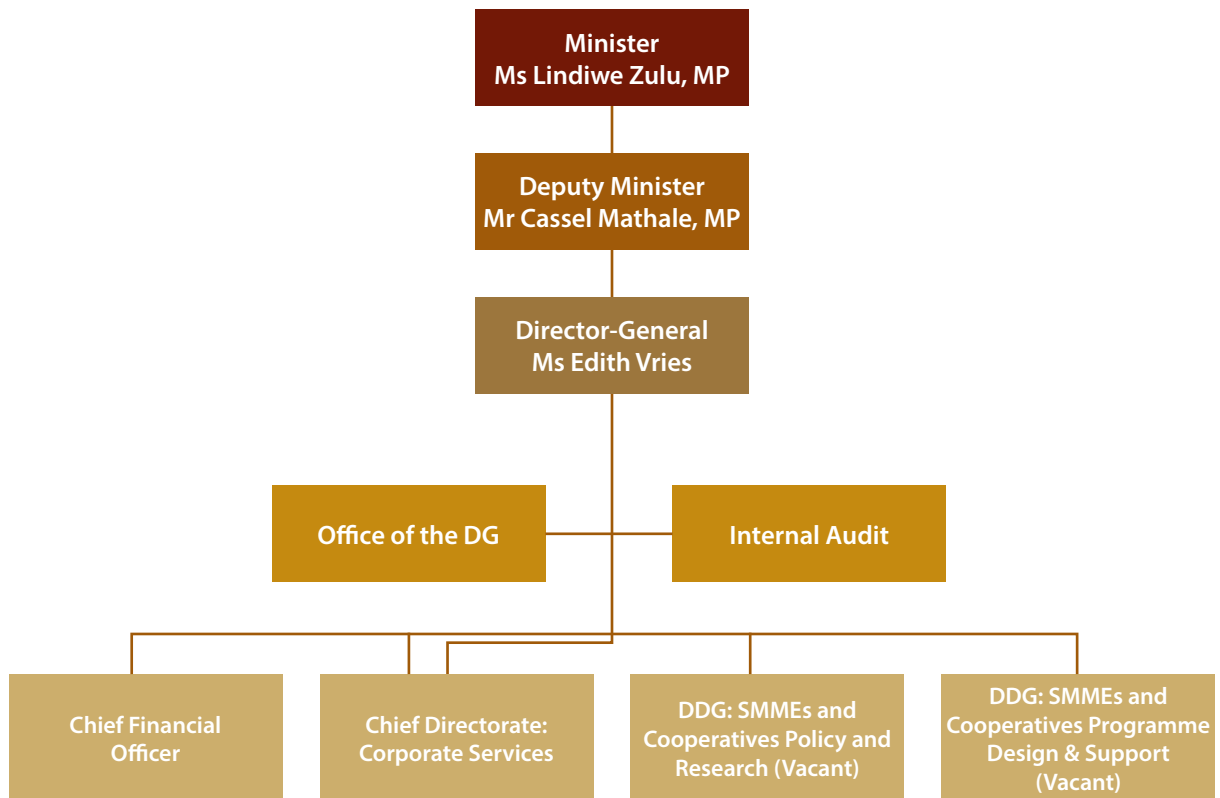 Minister
Ms Lindiwe Zulu, MP
Deputy Minister
Mr Cassel Mathale, MP
Director-General
Ms Edith Vries
Office of the DG
Internal Audit
Chief Financial
Officer
Chief Directorate:
Corporate Services
DDG: SMMEs and
Cooperatives Policy and
Research (Vacant)
DDG: SMMEs and
Cooperatives Programme
Design & Support
(Vacant)